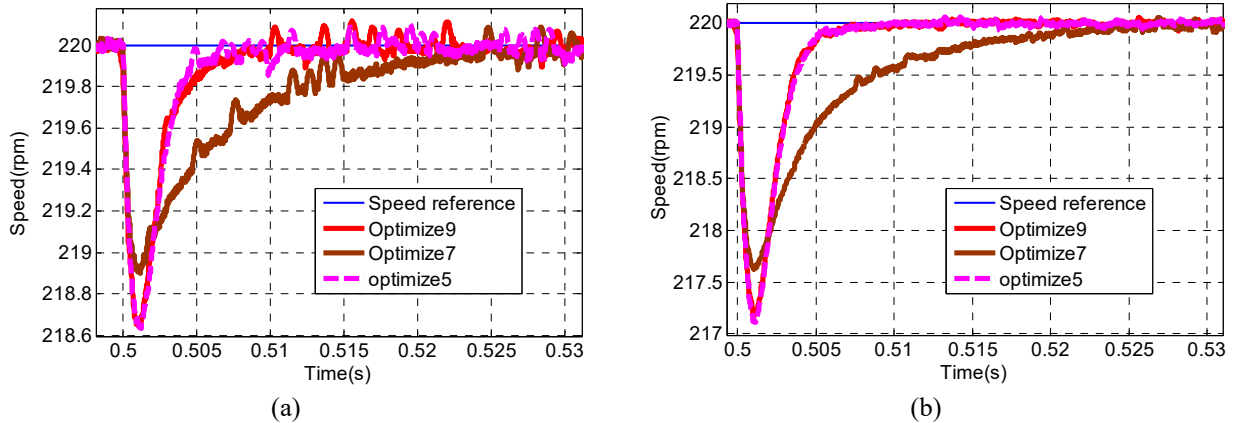 220
219.8
219.6
219.4
219.2
219
218.8
218.6
Speed(rpm)
Speed reference
Optimize9
Optimize7
optimize5
0.5 0.505 0.51 0.515 0.52 0.525 0.53
Time(s)
(a)
220
219.5
219
218.5
218
217.5
217
Speed(rpm)
Speed reference
Optimize9
Optimize7
optimize5
0.5 0.505 0.51 0.515 0.52 0.525 0.53
Time(s)
(b)